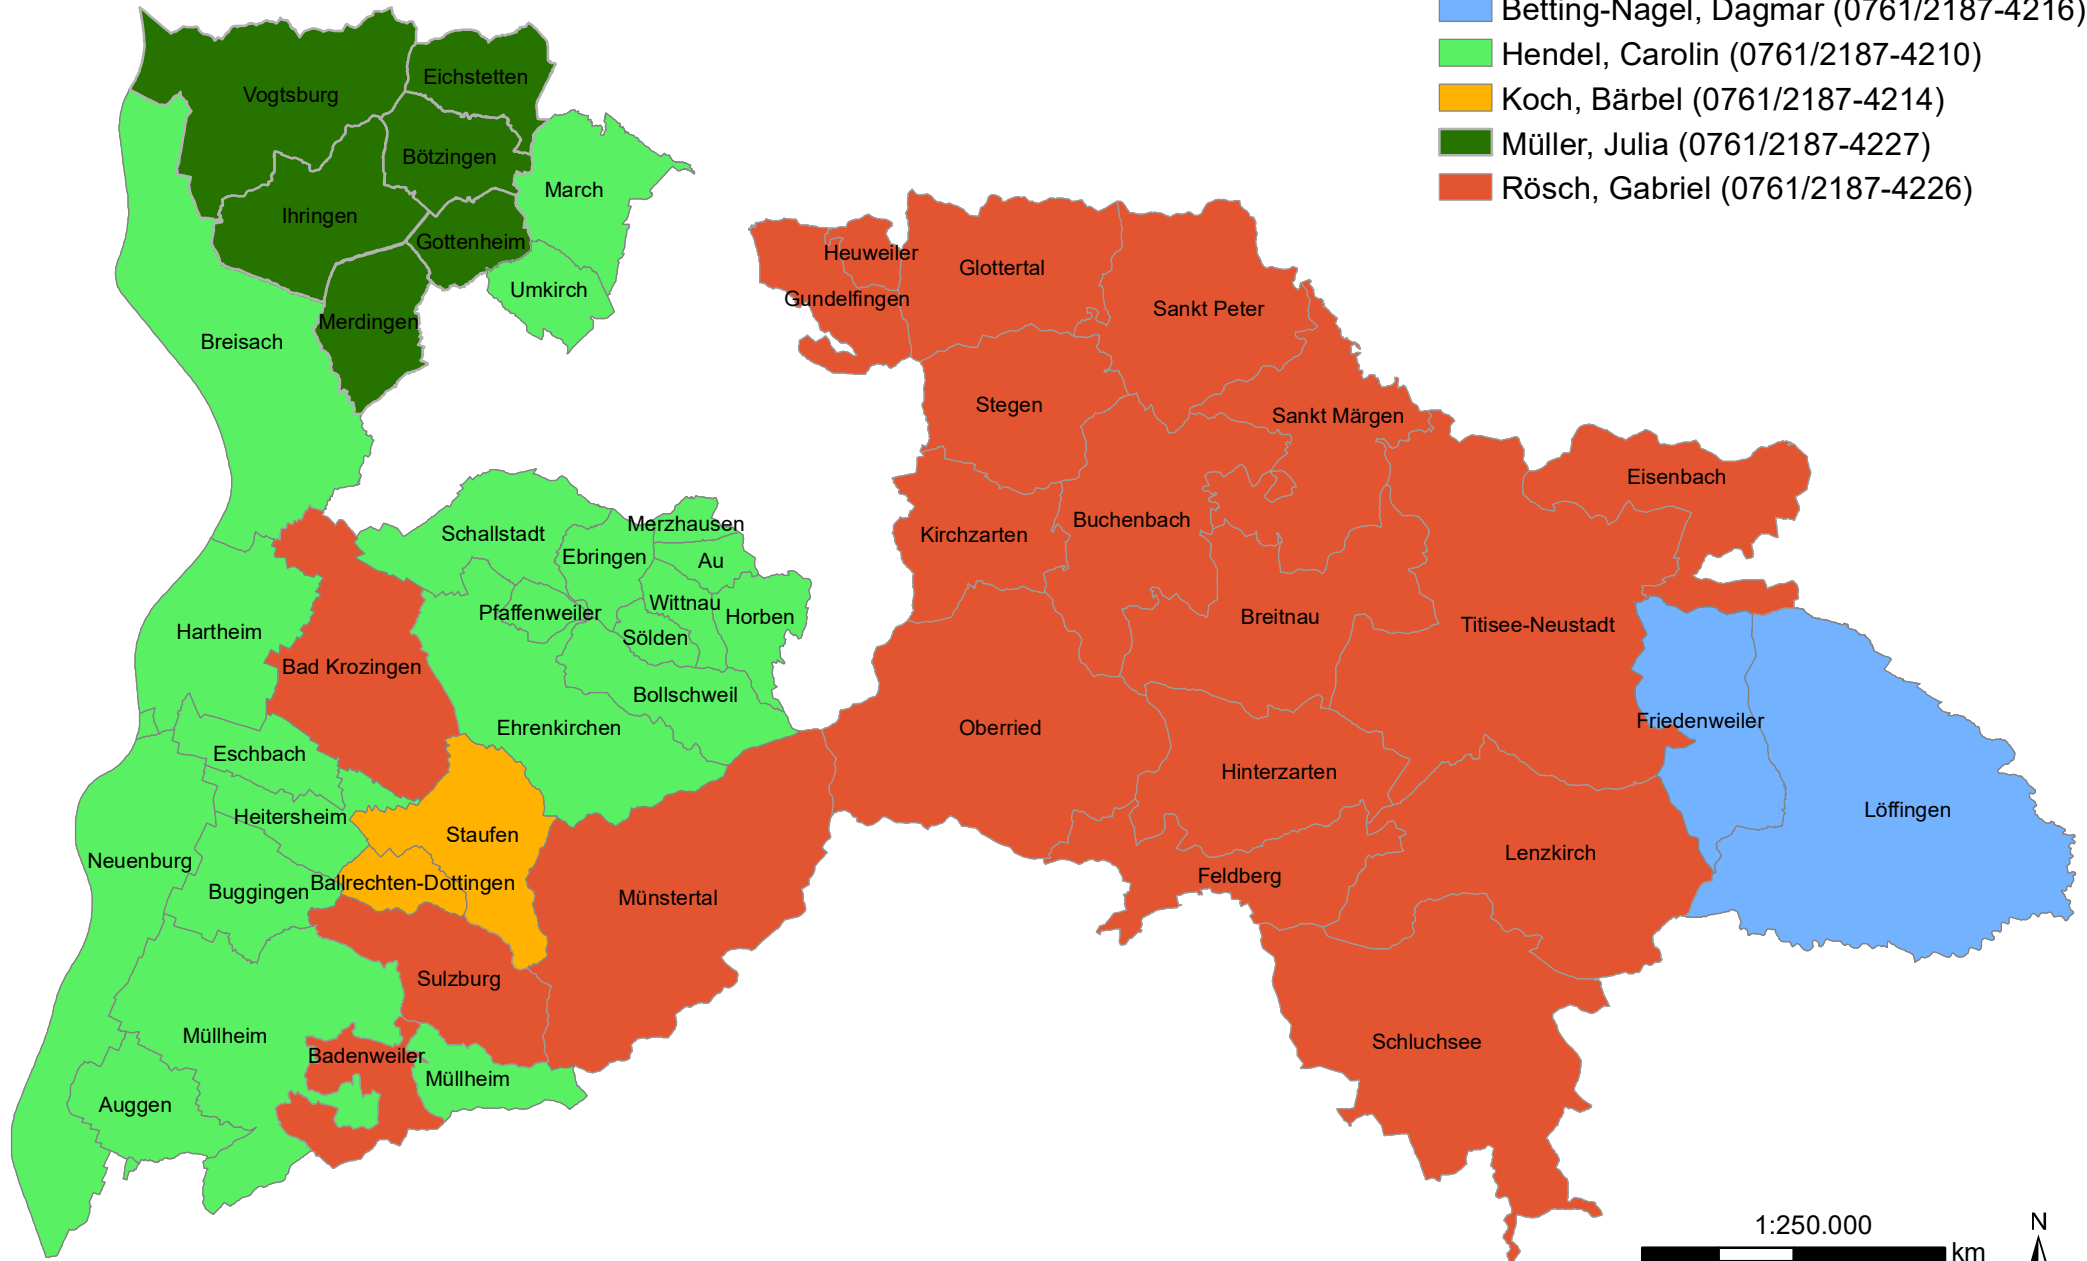 Betting-Nagel, Dagmar (0761/2187-4216)
Hendel, Carolin (0761/2187-4210)
Koch, Bärbel (0761/2187-4214)
Müller, Julia (0761/2187-4227)
Rösch, Gabriel (0761/2187-4226)
Eichstetten
Vogtsburg
Bötzingen
March
Ihringen
Gottenheim
Heuweiler
Glottertal
Umkirch
Gundelfingen
Sankt Peter
Merdingen
Breisach
Stegen
Sankt Märgen
Eisenbach
Buchenbach
Merzhausen
Schallstadt
Kirchzarten
Ebringen
Au
Wittnau
Pfaffenweiler
Horben
Breitnau
Titisee-Neustadt
Hartheim
Sölden
Bad Krozingen
Bollschweil
Friedenweiler
Ehrenkirchen
Oberried
Eschbach
Hinterzarten
Löffingen
Heitersheim
Staufen
Lenzkirch
Neuenburg
Feldberg
Ballrechten-Dottingen
Buggingen
Münstertal
Sulzburg
Müllheim
Schluchsee
Badenweiler
Müllheim
Auggen
1:250.000
N
km